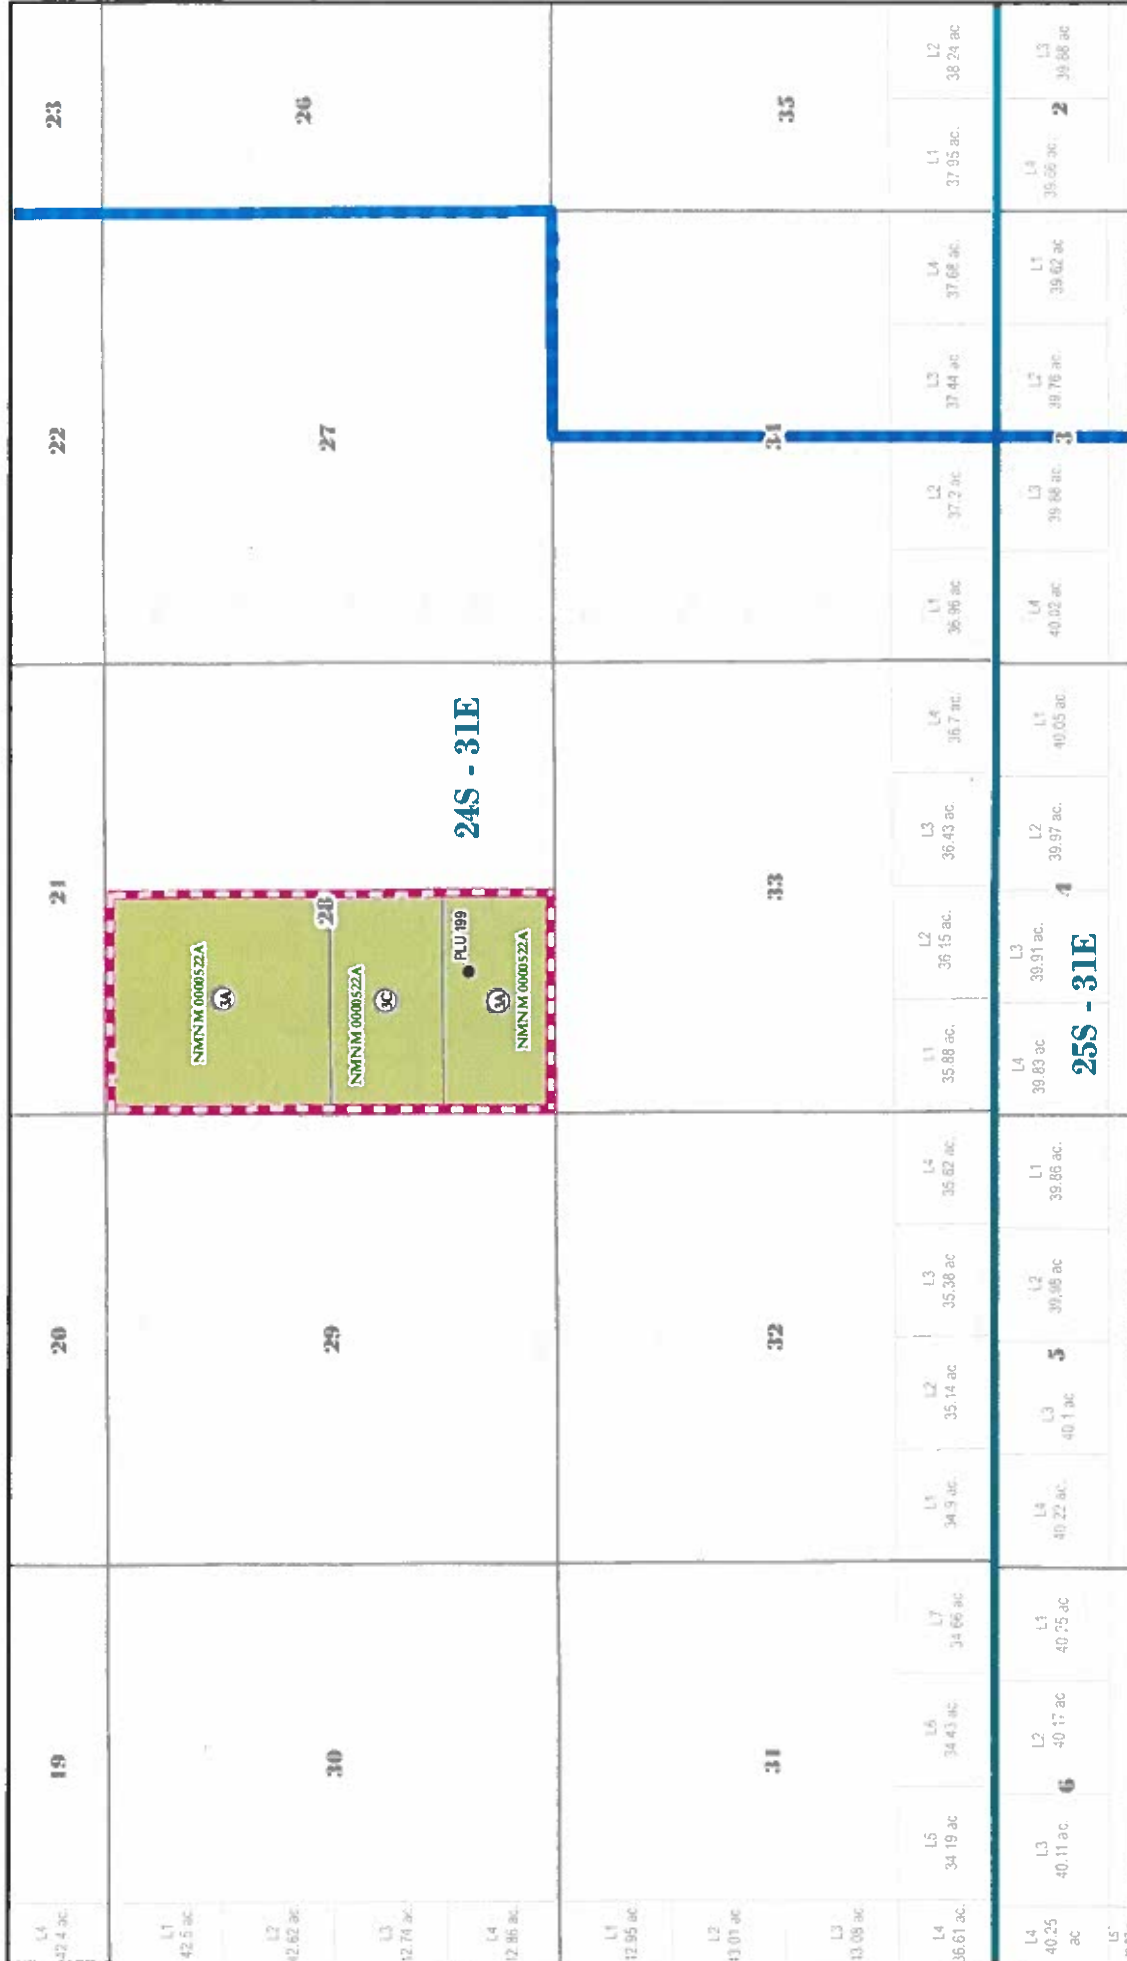 L4
42.4 ac.
19
20
21
22
23
L1
42.5 ac.
L2
42.62 ac.
L3
42.74 ac.
L4
42.86 ac.
30
29
NMNM 0000522A
3A
28
NMNM 0000522A
3C
PLU 199
3A
NMNM 0000522A
27
26
24S - 31E
L1
L2
L3
31
32
33
34
35
L4
36.61 ac.
L5
34.19 ac
L6
34.43 ac.
L7
34.66 ac
L1
34.9 ac.
L2
35.14 ac
L3
35.38 ac
L4
35.62 ac.
L1
35.88 ac.
L2
36.15 ac.
L3
36.43 ac.
L4
36.7 ac.
L1
36.96 ac
L2
37.2 ac
L3
37.44 ac
L4
37.68 ac.
L1
37.95 ac.
L2
38.24 ac
L4
40.25
ac
L3
40.11 ac.
6
L2
40.17 ac
L1
40.25 ac
L4
40.22 ac.
L3
40.1 ac
5
L2
39.98 ac
L1
39.86 ac.
L4
39.83 ac
L3
39.91 ac.
4
L2
39.97 ac.
L1
40.05 ac.
L4
40.02 ac
L3
39.88 ac
3
L2
39.76 ac.
L1
39.62 ac
L4
39.66 ac.
2
L3
39.88 ac
25S - 31E
L5